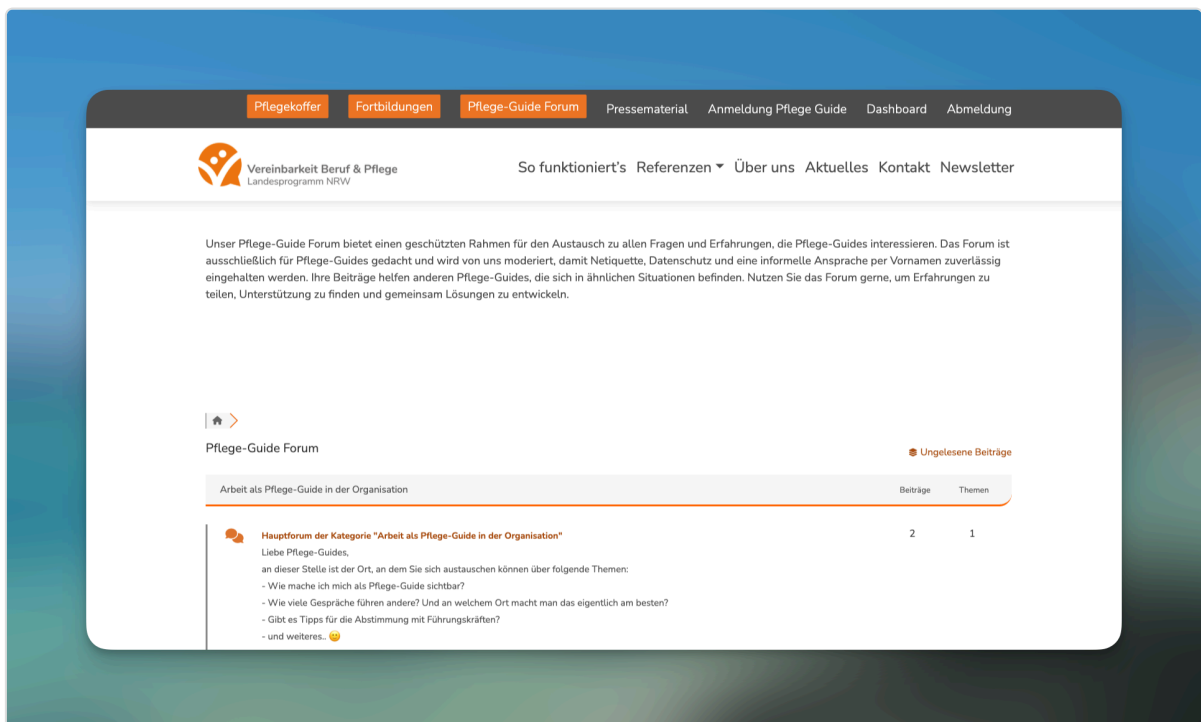 Pflegekoffer Fortbildungen Pflege-Guide Forum Pressematerial Anmeldung Pflege Guide Dashboard Abmeldung
Vereinbarkeit Beruf & Pflege
Landesprogramm NRW
So funktioniert's Referenzen Über uns Aktuelles Kontakt Newsletter
Unser Pflege-Guide Forum bietet einen geschützten Rahmen für den Austausch zu allen Fragen und Erfahrungen, die Pflege-Guides interessieren. Das Forum ist
ausschließlich für Pflege-Guides gedacht und wird von uns moderiert, damit Netiquette, Datenschutz und eine informelle Ansprache per Vornamen zuverlässig
eingehalten werden. Ihre Beiträge helfen anderen Pflege-Guides, die sich in ähnlichen Situationen befinden. Nutzen Sie das Forum gerne, um Erfahrungen zu
teilen, Unterstützung zu finden und gemeinsam Lösungen zu entwickeln.
Pflege-Guide Forum
Ungelesene Beiträge
Arbeit als Pflege-Guide in der Organisation Beiträge Themen
Hauptforum der Kategorie "Arbeit als Pflege-Guide in der Organisation" 2 1
Liebe Pflege-Guides,
an dieser Stelle ist der Ort, an dem Sie sich austauschen können über folgende Themen:
- Wie mache ich mich als Pflege-Guide sichtbar?
- Wie viele Gespräche führen andere? Und an welchem Ort macht man das eigentlich am besten?
- Gibt es Tipps für die Abstimmung mit Führungskräften?
- und weiteres.. 🙂